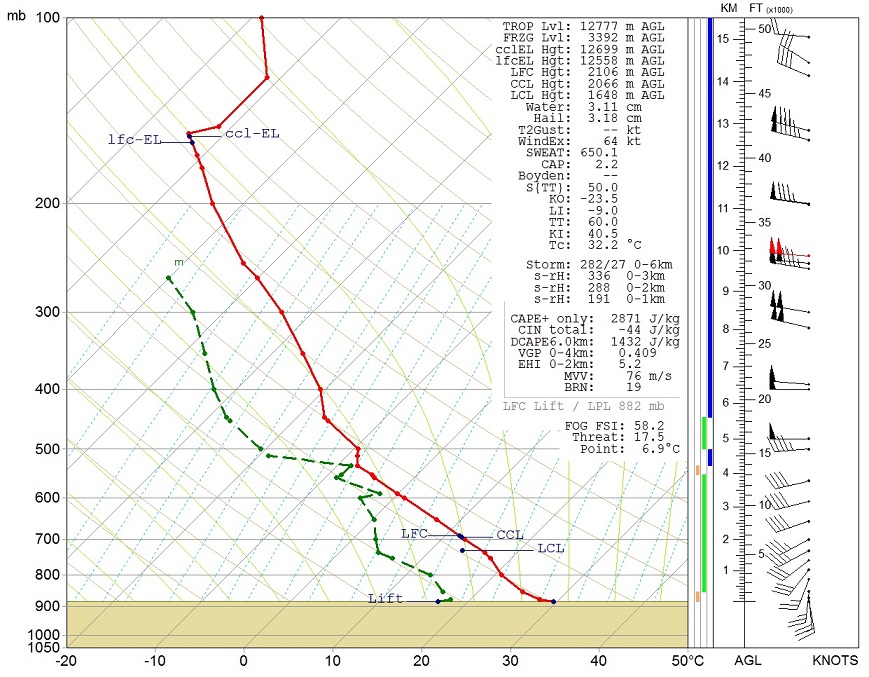 mb
KM FT (x1000)
100
200
300
400
500
600
700
800
900
1000
1050
-20 -10 0 10 20 30 40 50°C
AGL KNOTS
TROP Lvl: 12777 m AGL
FRZG Lvl: 3392 m AGL
cclEL Hgt: 12699 m AGL
lfcEL Hgt: 12558 m AGL
LFC Hgt: 2106 m AGL
CCL Hgt: 2066 m AGL
LCL Hgt: 1648 m AGL
Water: 3.11 cm
Hail: 3.18 cm
T2Gust: -- kt
WindEx: 64 kt
SWEAT: 650.1
CAP: 2.2
Boyden: --
S{TT}: 50.0
KO: -23.5
LI: -9.0
TT: 60.0
KI: 40.5
Tc: 32.2 °C
Storm: 282/27 0-6km
s-rH: 336 0-3km
s-rH: 288 0-2km
s-rH: 191 0-1km
CAPE+ only: 2871 J/kg
CIN total: -44 J/kg
DCAPE6.0km: 1432 J/kg
VGP 0-4km: 0.409
EHI 0-2km: 5.2
MVV: 76 m/s
BRN: 19
LFC Lift / LPL 882 mb
FOG FSI: 58.2
Threat: 17.5
Point: 6.9°C
lfc-EL
ccl-EL
m
LFC
CCL
LCL
Lift
15
14
13
12
11
10
9
8
7
6
5
4
3
2
1
50
45
40
35
30
25
20
15
10
5